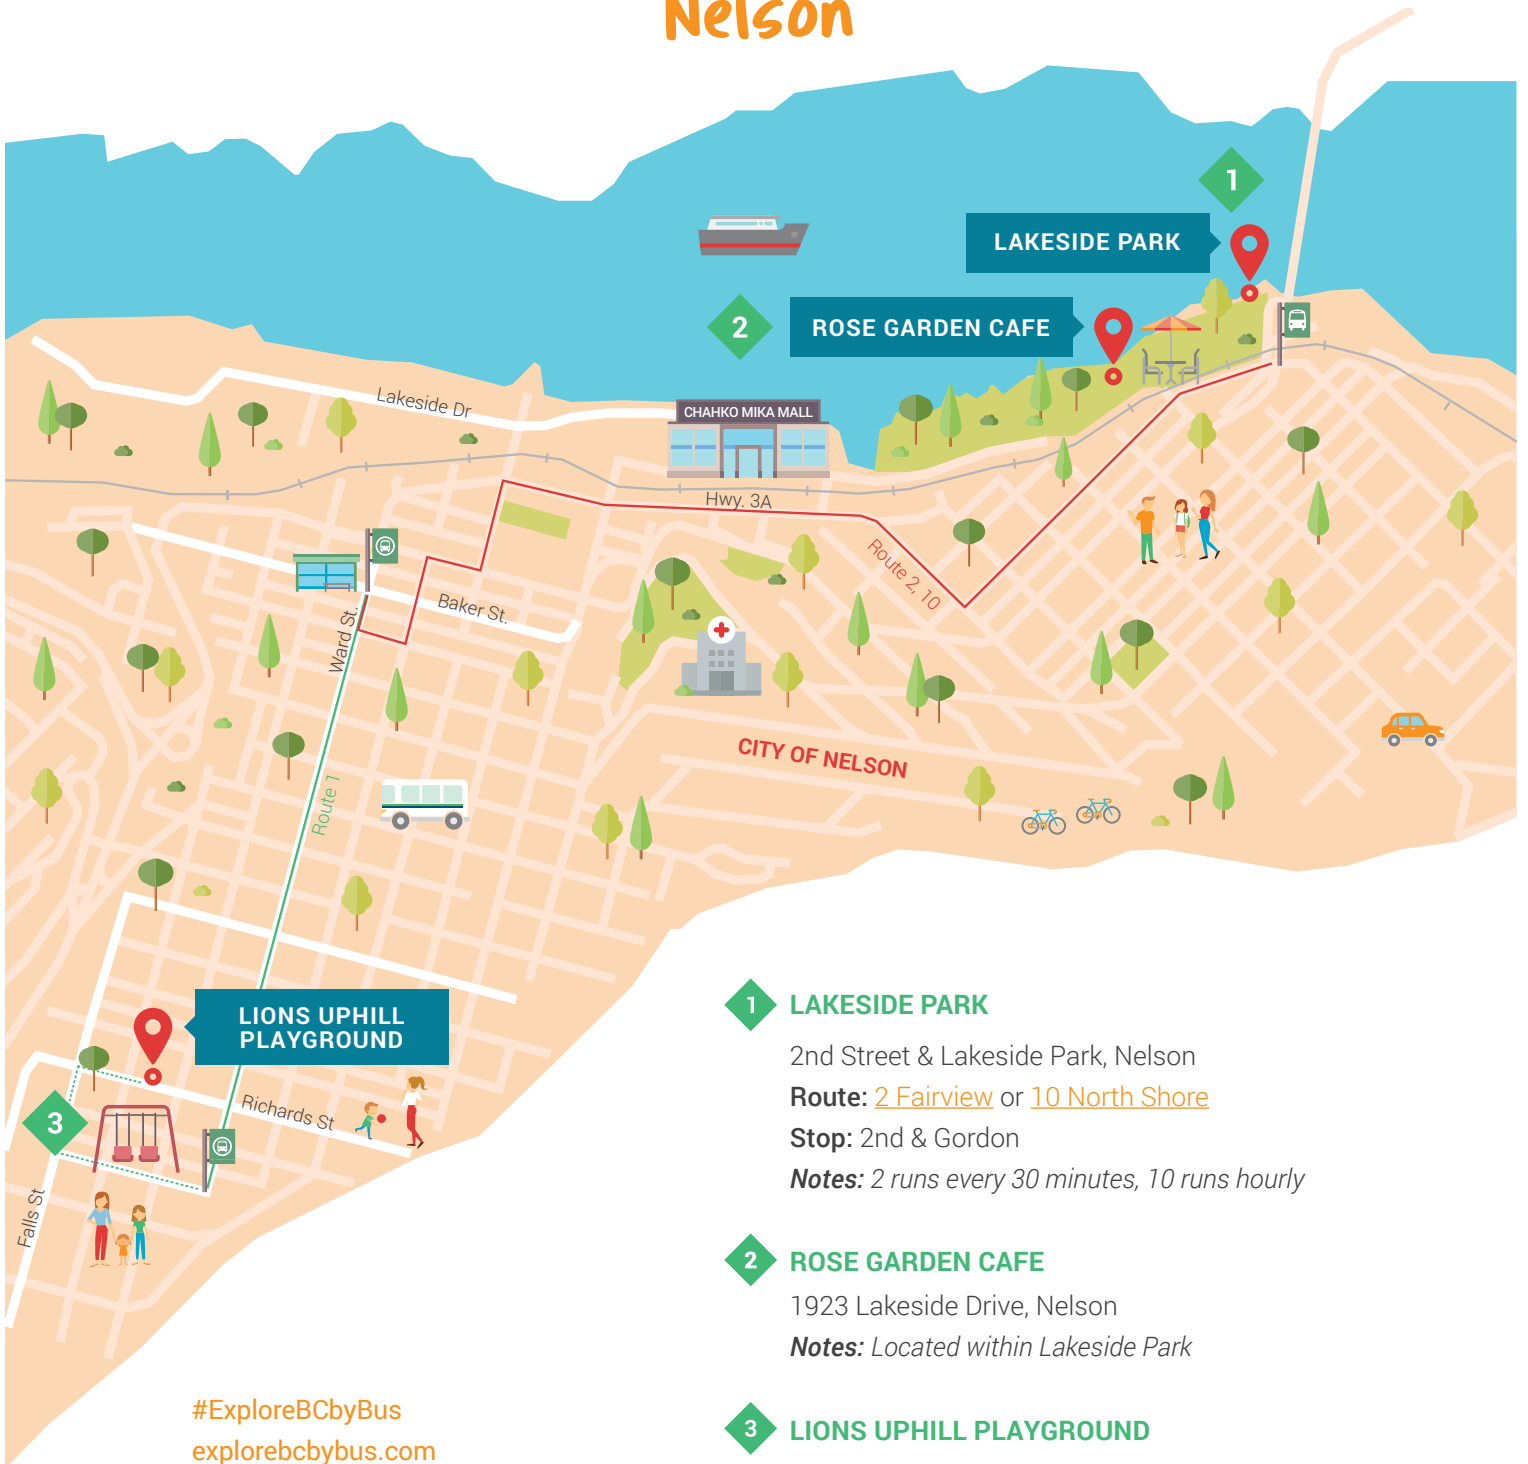 Nelson
1
LAKESIDE PARK
2
ROSE GARDEN CAFE
Lakeside Dr
CHAHKO MIKA MALL
Hwy. 3A
Route 2, 10
Baker St.
Ward St.
CITY OF NELSON
Route 1
LIONS UPHILL
PLAYGROUND
Richards St
3
Falls St
1 LAKESIDE PARK
2nd Street & Lakeside Park, Nelson
Route: 2 Fairview or 10 North Shore
Stop: 2nd & Gordon
Notes: 2 runs every 30 minutes, 10 runs hourly
2 ROSE GARDEN CAFE
1923 Lakeside Drive, Nelson
Notes: Located within Lakeside Park
3 LIONS UPHILL PLAYGROUND
#ExploreBCbyBus
explorebcbybus.com